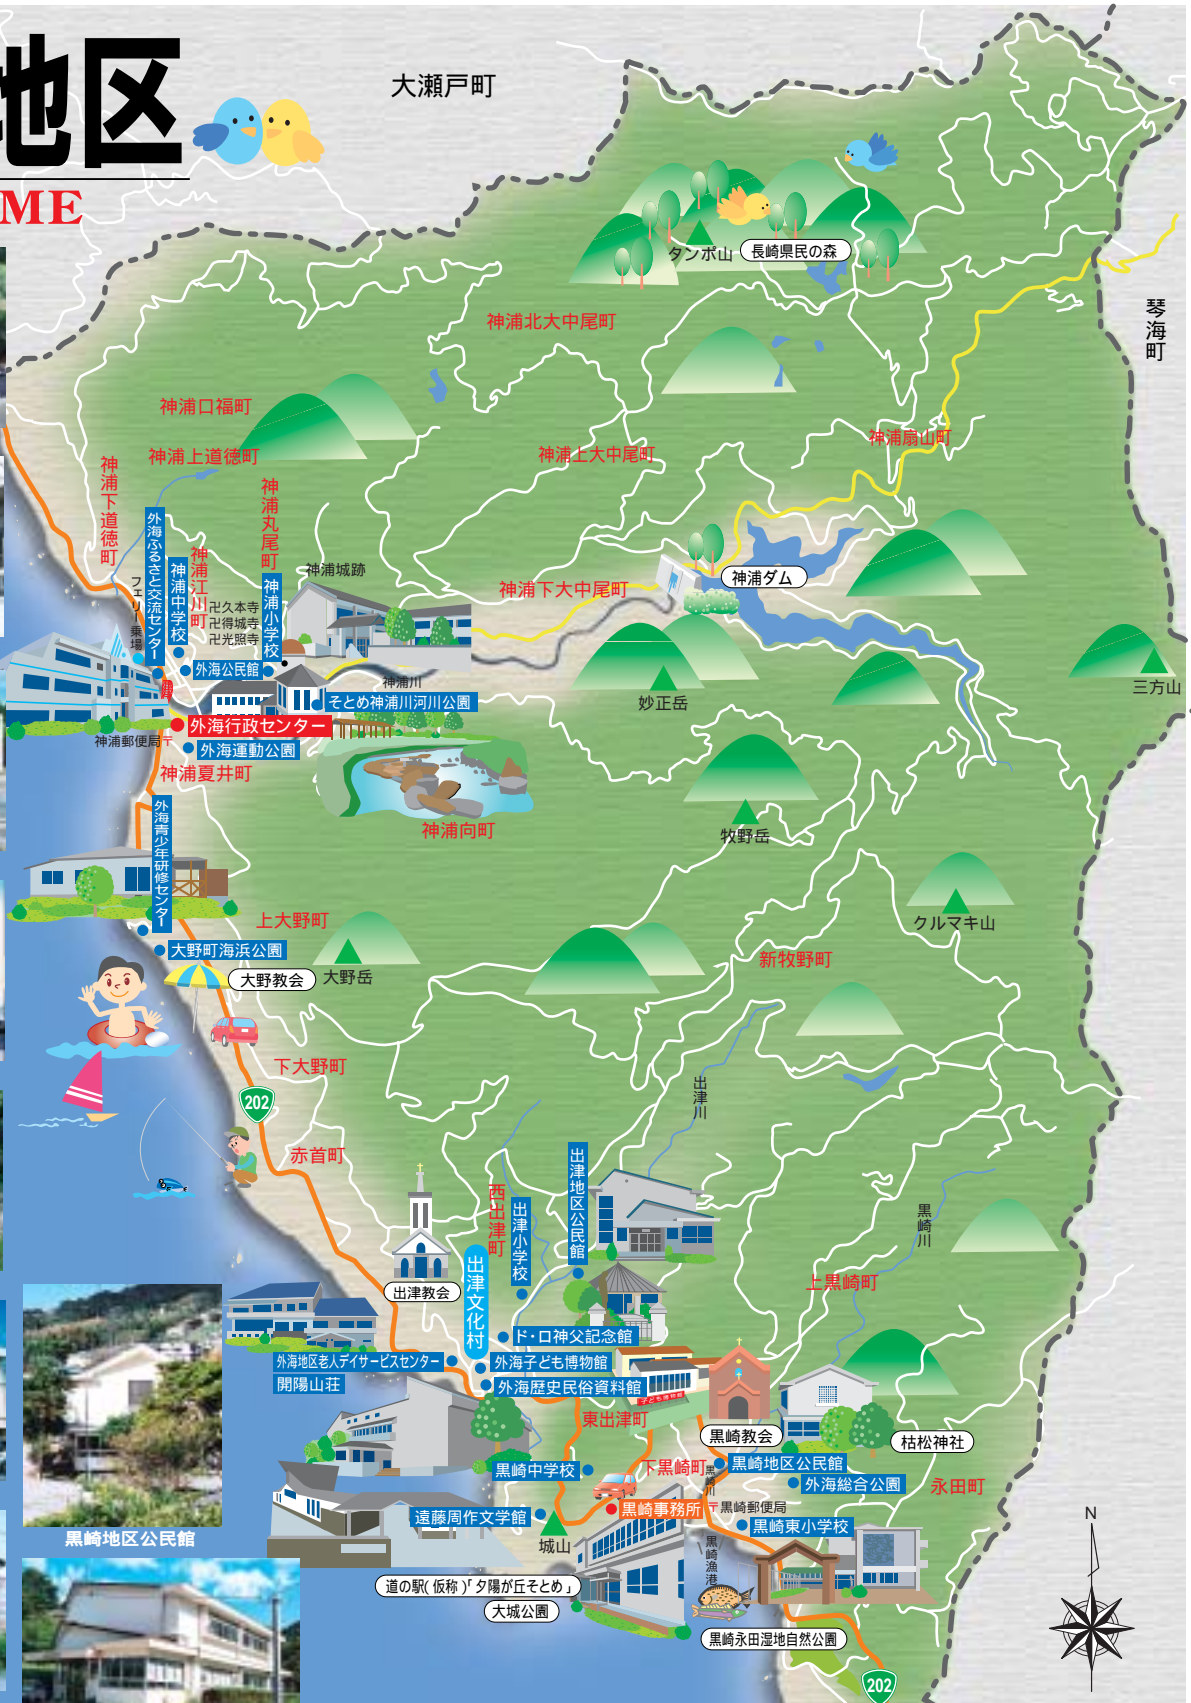 地区
ME
大瀬戸町
琴海町
タンポ山
長崎県民の森
神浦北大中尾町
神浦口福町
神浦上道徳町
神浦下道徳町
神浦上大中尾町
神浦扇山町
神浦丸尾町
神浦江川町
外海ふるさと交流センター
神浦中学校
神浦小学校
フェリー乗場
卍久本寺
卍得城寺
卍光照寺
神浦城跡
神浦下大中尾町
神浦ダム
外海公民館
神浦川
そとめ神浦川河川公園
妙正岳
三方山
外海行政センター
神浦郵便局〒
外海運動公園
神浦夏井町
神浦向町
牧野岳
外海青少年研修センター
クルマキ山
上大野町
大野町海浜公園
大野教会
大野岳
新牧野町
下大野町
出津川
202
赤首町
西出津町
出津小学校
出津地区公民館
黒崎川
出津教会
出津文化村
上黒崎町
ド・ロ神父記念館
外海地区老人デイサービスセンター
外海子ども博物館
開陽山荘
外海歴史民俗資料館
子ども博物館
東出津町
黒崎教会
枯松神社
黒崎中学校
下黒崎町
黒崎川
黒崎地区公民館
外海総合公園
永田町
遠藤周作文学館
黒崎事務所
〒黒崎郵便局
黒崎東小学校
城山
黒崎漁港
道の駅(仮称)「夕陽が丘そとめ」
大城公園
黒崎永田湿地自然公園
N
202
黒崎地区公民館